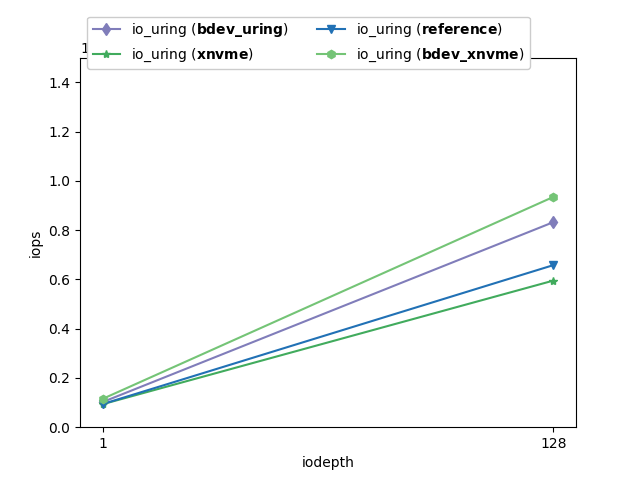 io_uring (bdev_uring)
io_uring (reference)
io_uring (xnvme)
io_uring (bdev_xnvme)
1.4
1.2
1.0
0.8
0.6
0.4
0.2
0.0
iops
1
128
iodepth